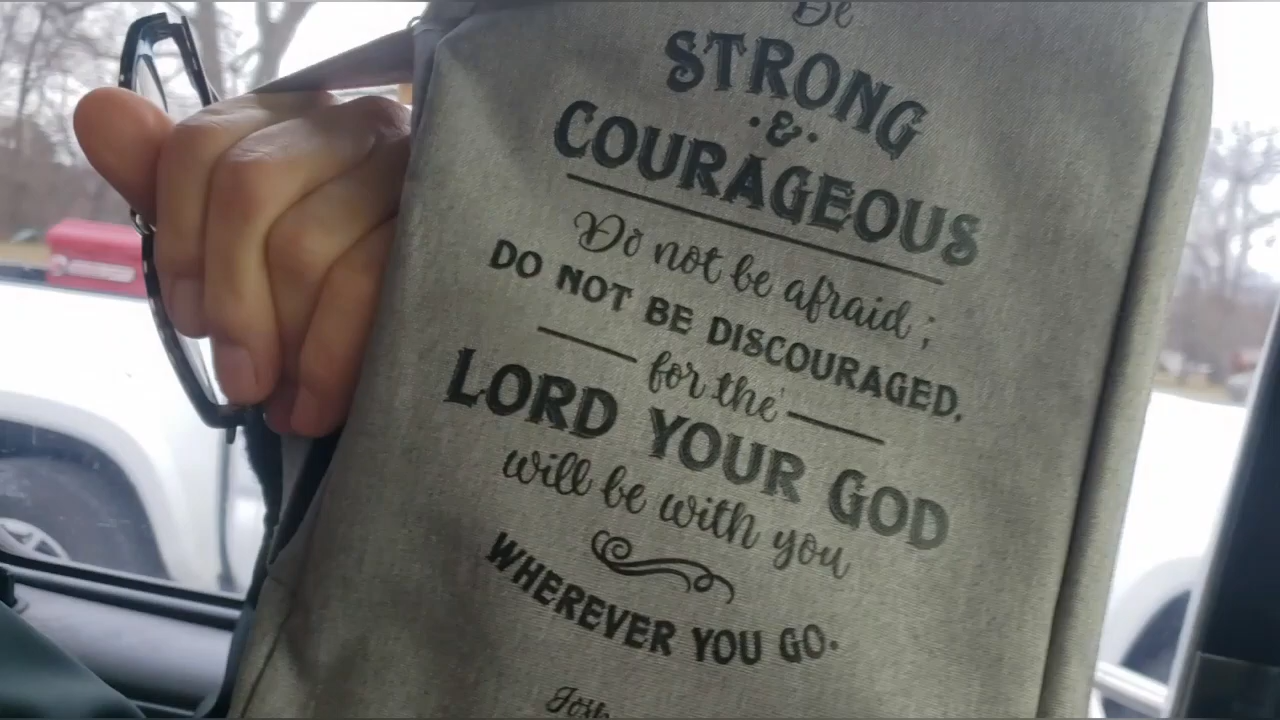 Be
STRONG
·&·
COURAGEOUS
Do not be afraid;
DO NOT BE DISCOURAGED.
for the
LORD YOUR GOD
will be with you
WHEREVER YOU GO.